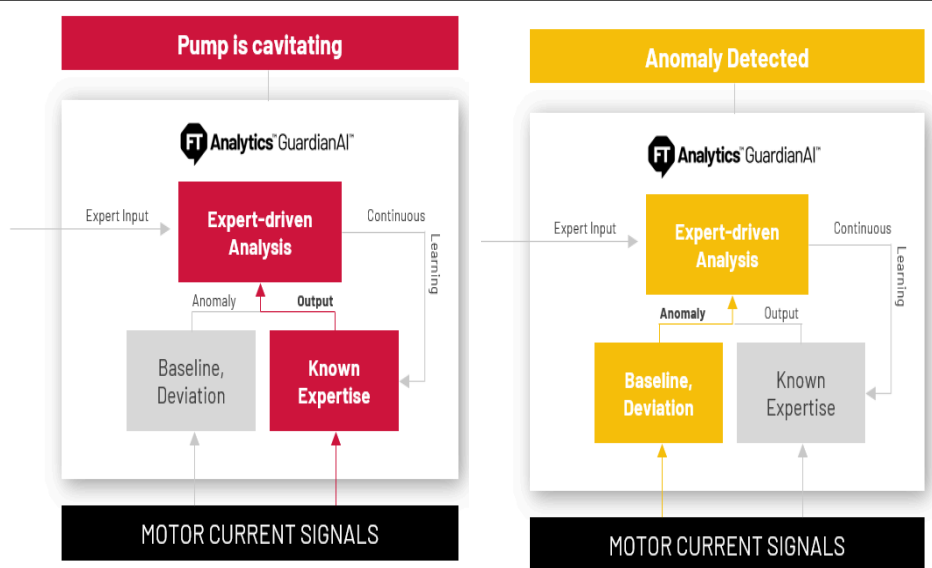 Pump is cavitating
FT Analytics™ GuardianAI™
Expert Input
Expert-driven
Analysis
Continuous
Learning
Anomaly
Output
Baseline,
Deviation
Known
Expertise
MOTOR CURRENT SIGNALS
Anomaly Detected
FT Analytics™ GuardianAI™
Expert Input
Expert-driven
Analysis
Continuous
Learning
Anomaly
Output
Baseline,
Deviation
Known
Expertise
MOTOR CURRENT SIGNALS